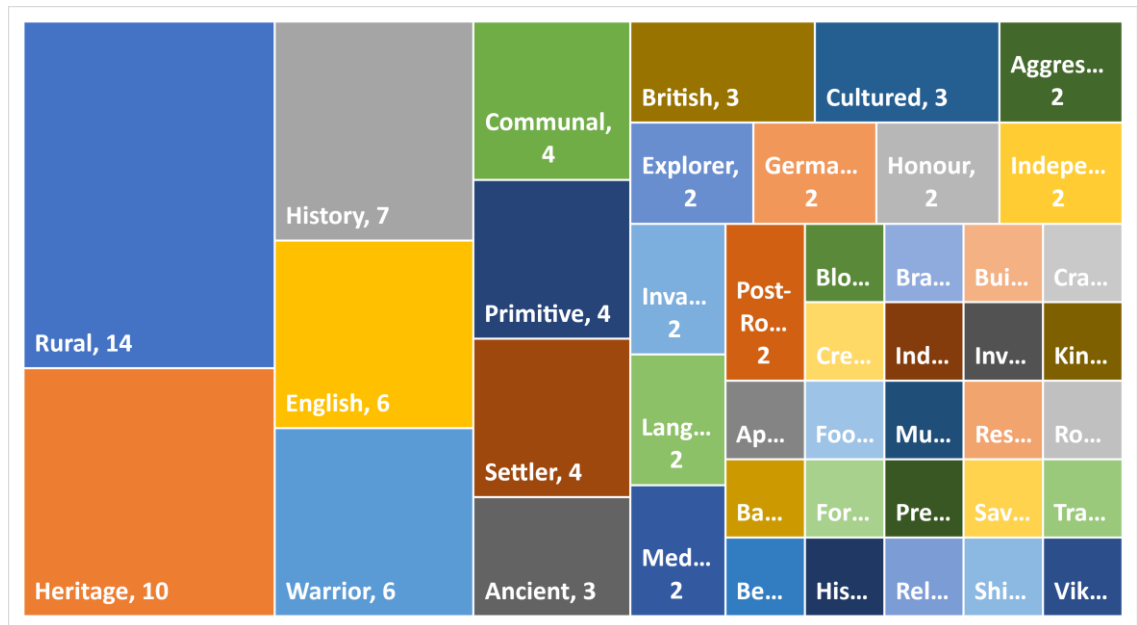 Rural, 14
Heritage, 10
History, 7
English, 6
Warrior, 6
Communal,
4
Primitive, 4
Settler, 4
Ancient, 3
British, 3
Cultured, 3
Aggres...
2
Explorer,
2
Germa...
2
Honour,
2
Indepe...
2
Inva...
2
Lang...
2
Med...
2
Post-
Ro...
2
Blo...
Bra...
Bui...
Cra...
Cre...
Ind...
Inv...
Kin...
Ap...
Foo...
Mu...
Res...
Ro...
Ba...
For...
Pre...
Sav...
Tra...
Be...
His...
Rel...
Shi...
Vik...